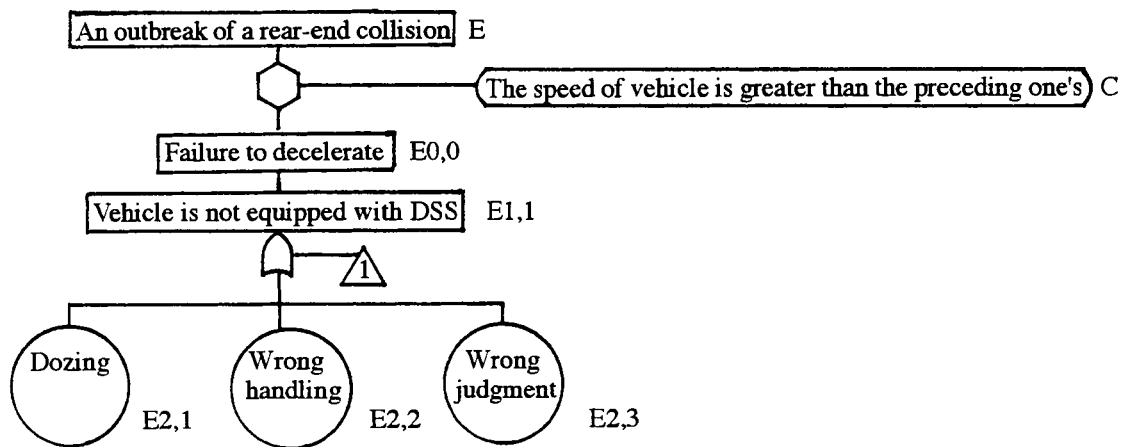 An outbreak of a rear-end collision E
The speed of vehicle is greater than the preceding one's C
Failure to decelerate E0,0
Vehicle is not equipped with DSS E1,1
1
Dozing
E2,1
Wrong
handling
E2,2
Wrong
judgment
E2,3